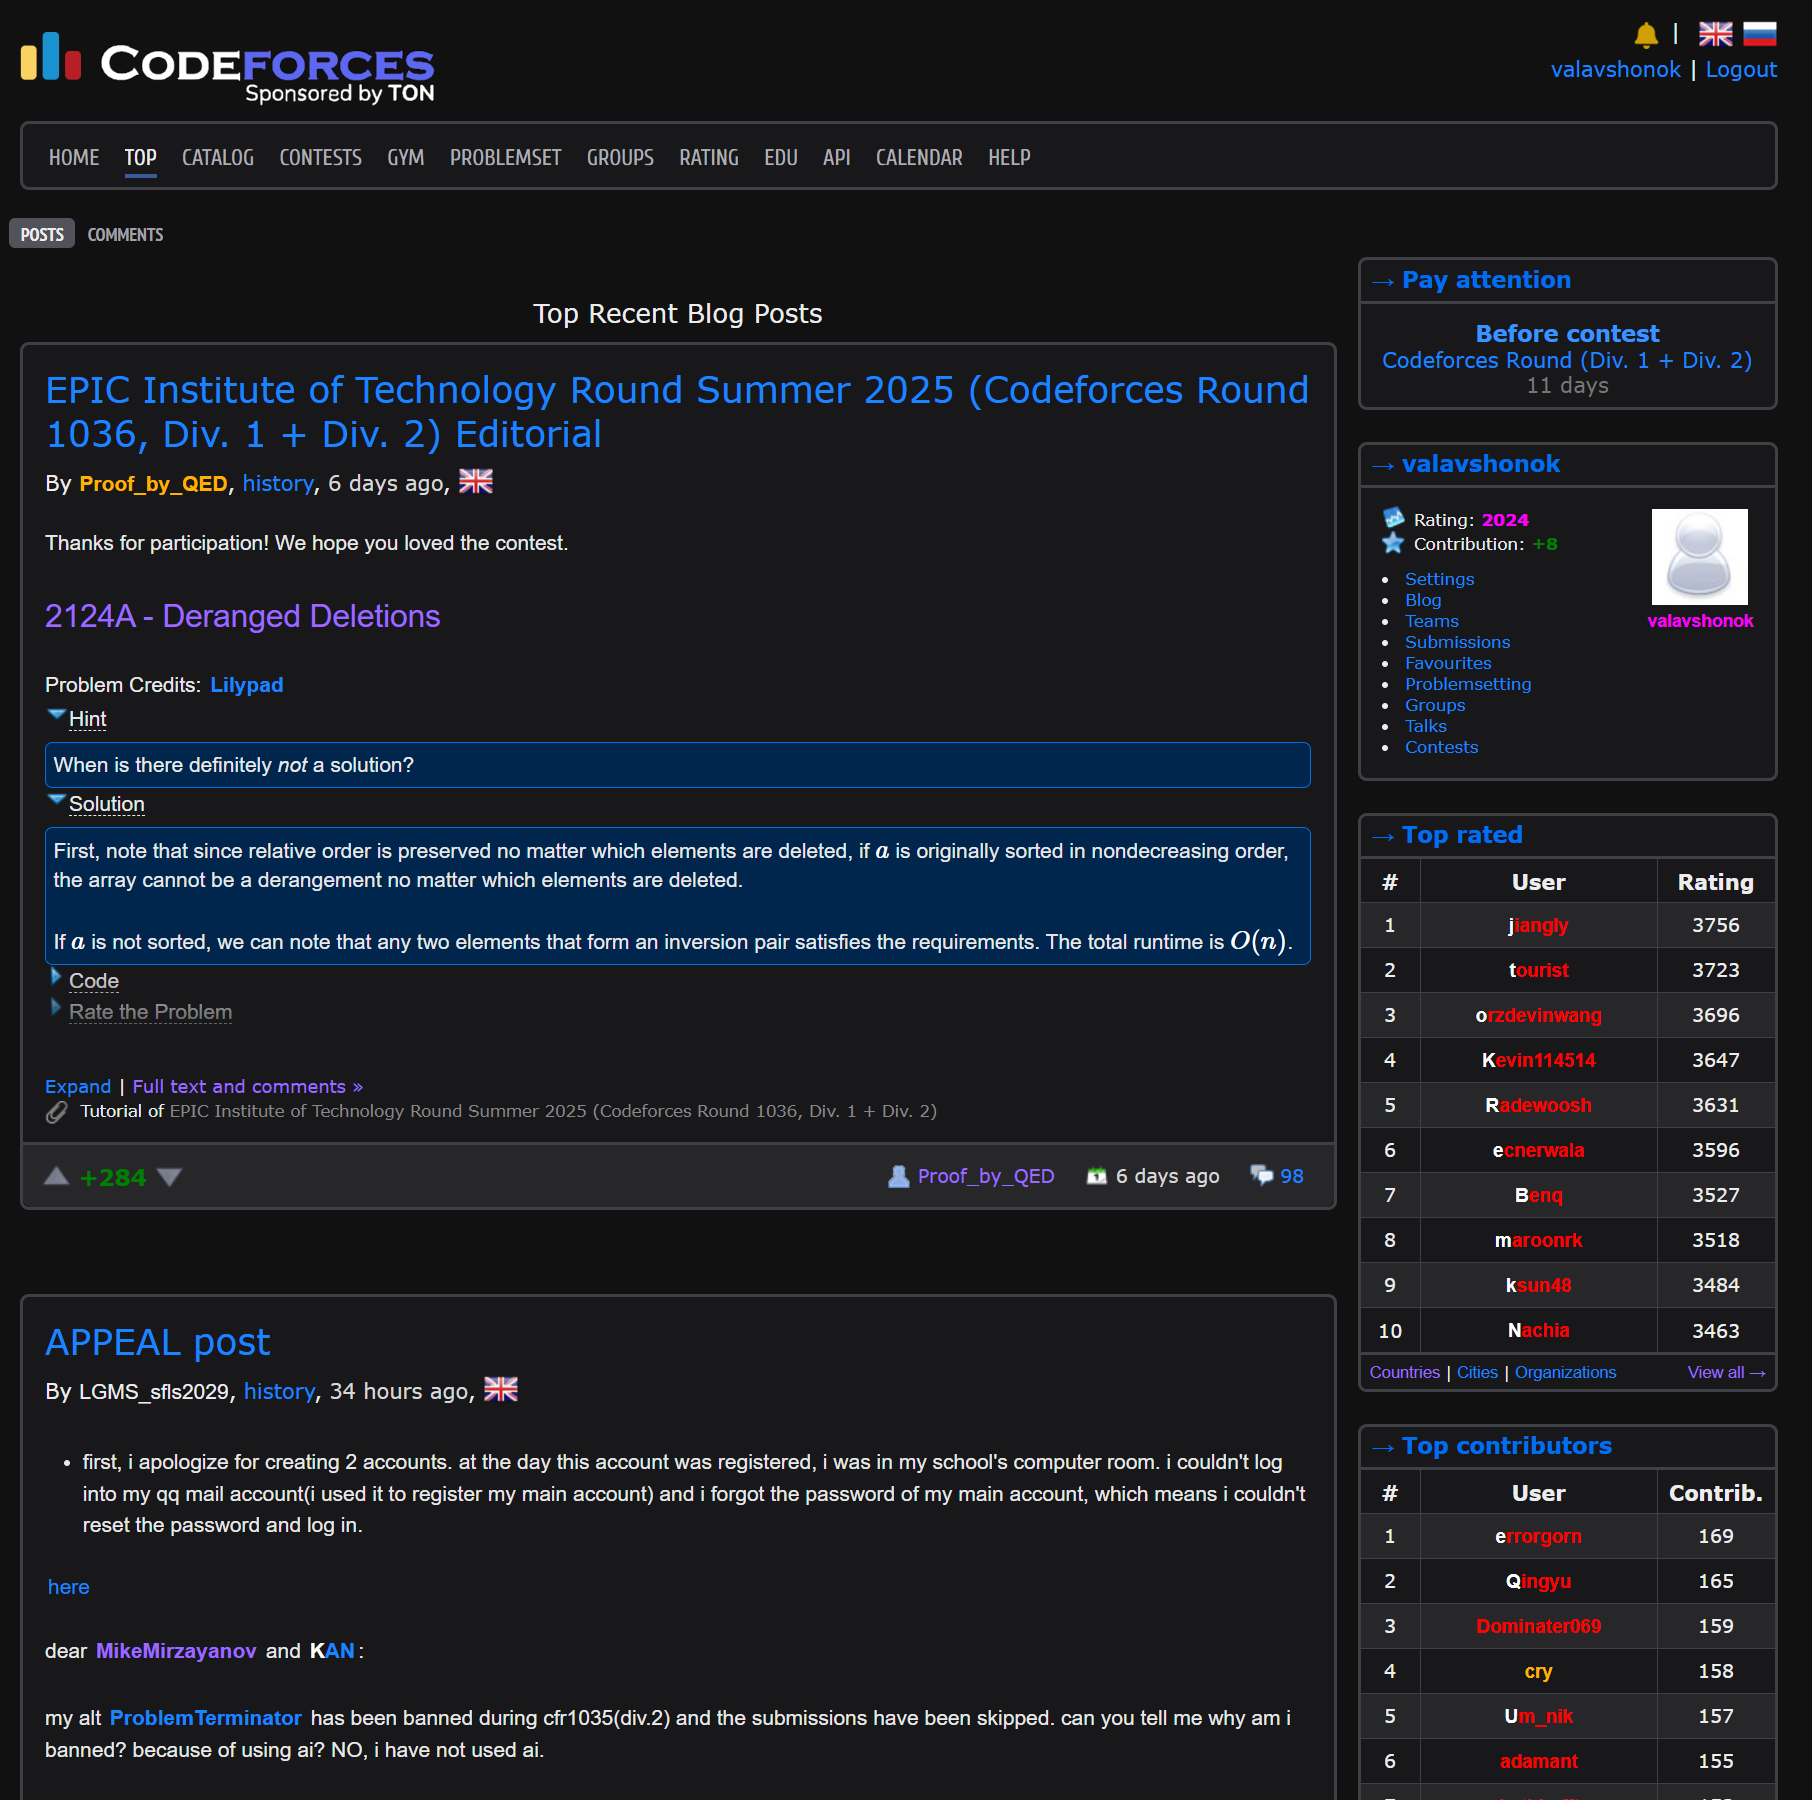 CODEFORCES
Sponsored by TON
|
valavshonok | Logout
HOME TOP CATALOG CONTESTS GYM PROBLEMSET GROUPS RATING EDU API CALENDAR HELP
POSTS COMMENTS
Top Recent Blog Posts
EPIC Institute of Technology Round Summer 2025 (Codeforces Round
1036, Div. 1 + Div. 2) Editorial
By Proof_by_QED, history, 6 days ago,
Thanks for participation! We hope you loved the contest.
2124A - Deranged Deletions
Problem Credits: Lilypad
Hint
When is there definitely not a solution?
Solution
First, note that since relative order is preserved no matter which elements are deleted, if a is originally sorted in nondecreasing order,
the array cannot be a derangement no matter which elements are deleted.
If a is not sorted, we can note that any two elements that form an inversion pair satisfies the requirements. The total runtime is O(n).
Code
Rate the Problem
Expand | Full text and comments »
Tutorial of EPIC Institute of Technology Round Summer 2025 (Codeforces Round 1036, Div. 1 + Div. 2)
+284 Proof_by_QED 6 days ago 98
APPEAL post
By LGMS_sfls2029, history, 34 hours ago,
• first, i apologize for creating 2 accounts. at the day this account was registered, i was in my school's computer room. i couldn't log
into my qq mail account(i used it to register my main account) and i forgot the password of my main account, which means i couldn't
reset the password and log in.
here
dear MikeMirzayanov and KAN:
my alt ProblemTerminator has been banned during cfr1035(div.2) and the submissions have been skipped. can you tell me why am i
banned? because of using ai? NO, i have not used ai.
→ Pay attention
Before contest
Codeforces Round (Div. 1 + Div. 2)
11 days
→ valavshonok
Rating: 2024
Contribution: +8
• Settings
• Blog
• Teams
• Submissions
• Favourites
• Problemsetting
• Groups
• Talks
• Contests
valavshonok
→ Top rated
# User Rating
1 jiangly 3756
2 tourist 3723
3 orzdevinwang 3696
4 Kevin114514 3647
5 Radewoosh 3631
6 ecnerwala 3596
7 Benq 3527
8 maroonrk 3518
9 ksun48 3484
10 Nachia 3463
Countries | Cities | Organizations View all →
→ Top contributors
# User Contrib.
1 errorgorn 169
2 Qingyu 165
3 Dominater069 159
4 cry 158
5 Um_nik 157
6 adamant 155